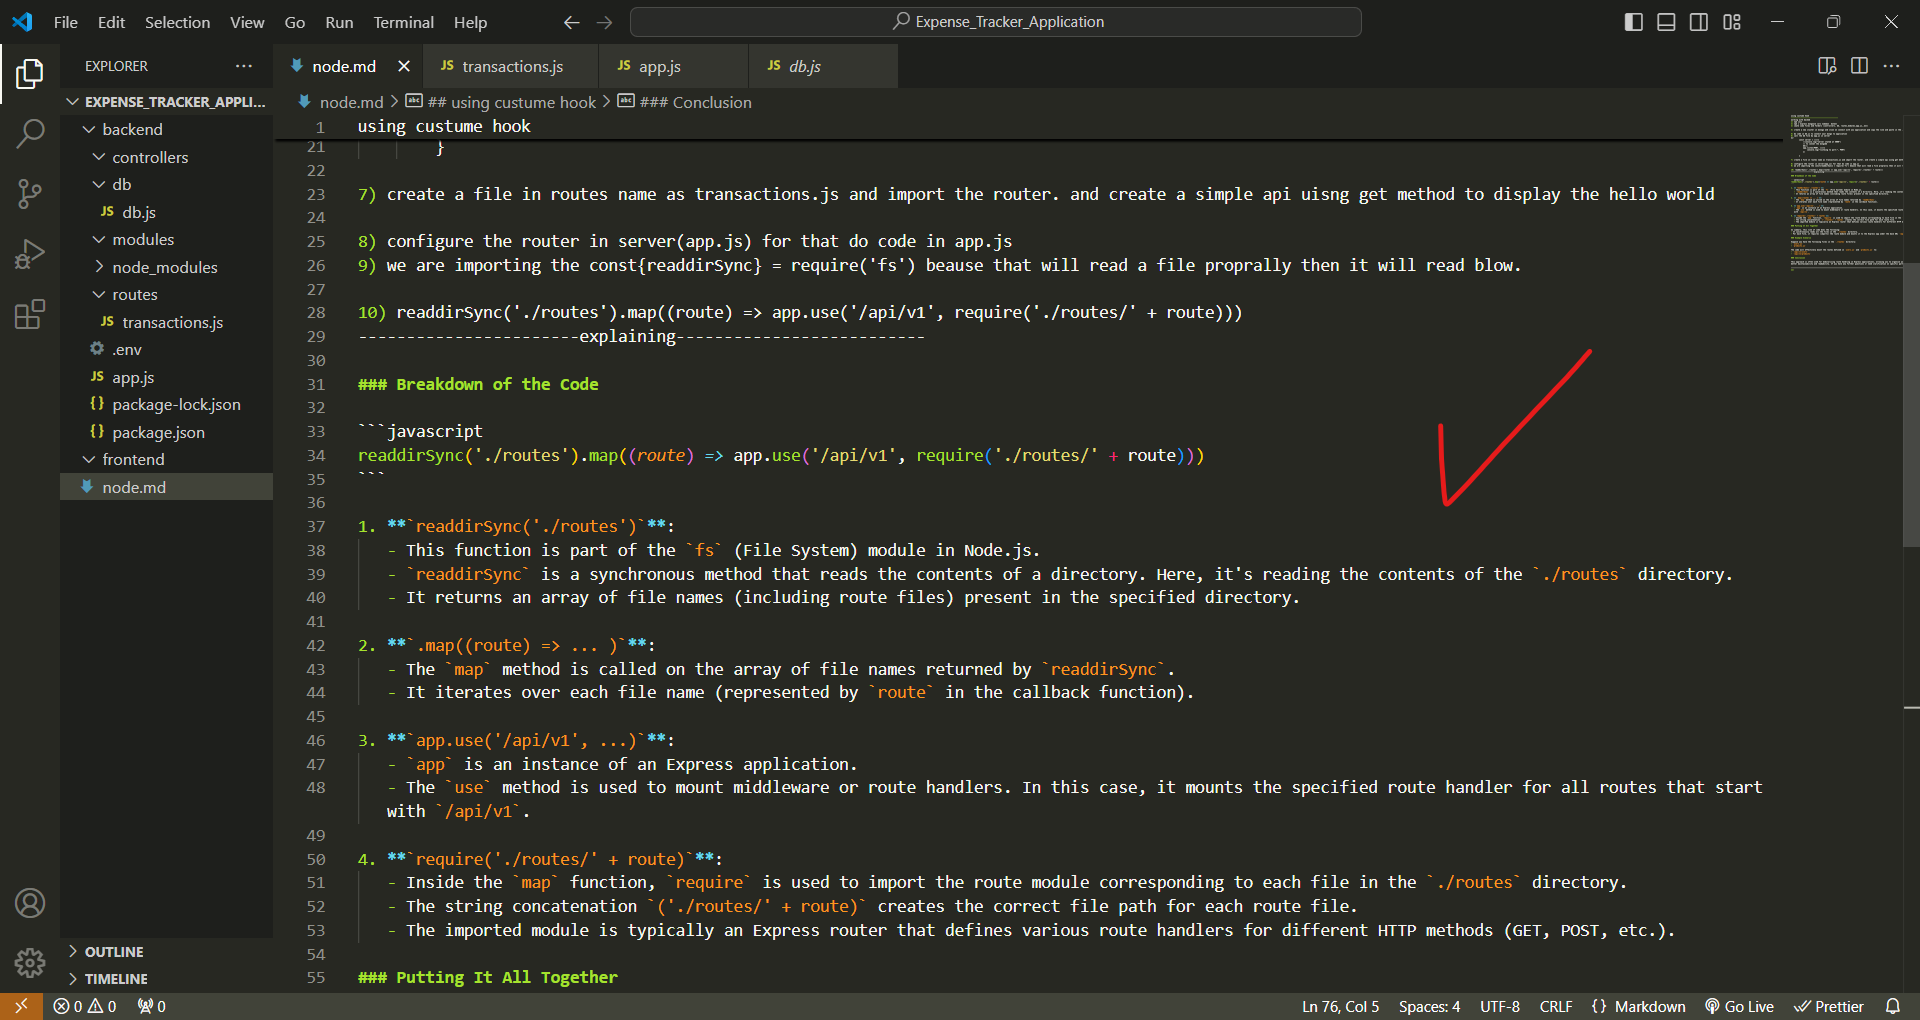 File Edit Selection View Go Run Terminal Help
Expense_Tracker_Application
EXPLORER
node.md
JS transactions.js
JS app.js
JS db.js
EXPENSE_TRACKER_APPLI...
backend
controllers
db
JS db.js
modules
node_modules
routes
JS transactions.js
.env
JS app.js
{} package-lock.json
{} package.json
frontend
node.md
OUTLINE
TIMELINE
node.md > abc ## using custume hook > abc ### Conclusion
1 using custume hook
21 }
22
23 7) create a file in routes name as transactions.js and import the router. and create a simple api uisng get method to display the hello world
24
25 8) configure the router in server(app.js) for that do code in app.js
26 9) we are importing the const{readdirSync} = require('fs') beause that will read a file proprally then it will read blow.
27
28 10) readdirSync('./routes').map((route) => app.use('/api/v1', require('./routes/' + route)))
29 -----------------------explaining--------------------------
30
31 ### Breakdown of the Code
32
33 ```javascript
34 readdirSync('./routes').map((route) => app.use('/api/v1', require('./routes/' + route)))
35 ```
36
37 1. **`readdirSync('./routes')`**:
38 - This function is part of the `fs` (File System) module in Node.js.
39 - `readdirSync` is a synchronous method that reads the contents of a directory. Here, it's reading the contents of the `./routes` directory.
40 - It returns an array of file names (including route files) present in the specified directory.
41
42 2. **`.map((route) => ... )`**:
43 - The `map` method is called on the array of file names returned by `readdirSync`.
44 - It iterates over each file name (represented by `route` in the callback function).
45
46 3. **`app.use('/api/v1', ...)`**:
47 - `app` is an instance of an Express application.
48 - The `use` method is used to mount middleware or route handlers. In this case, it mounts the specified route handler for all routes that start
with `/api/v1`.
49
50 4. **`require('./routes/' + route)`**:
51 - Inside the `map` function, `require` is used to import the route module corresponding to each file in the `./routes` directory.
52 - The string concatenation `('./routes/' + route)` creates the correct file path for each route file.
53 - The imported module is typically an Express router that defines various route handlers for different HTTP methods (GET, POST, etc.).
54
55 ### Putting It All Together
0 0 0
Ln 76, Col 5 Spaces: 4 UTF-8 CRLF {} Markdown Go Live Prettier